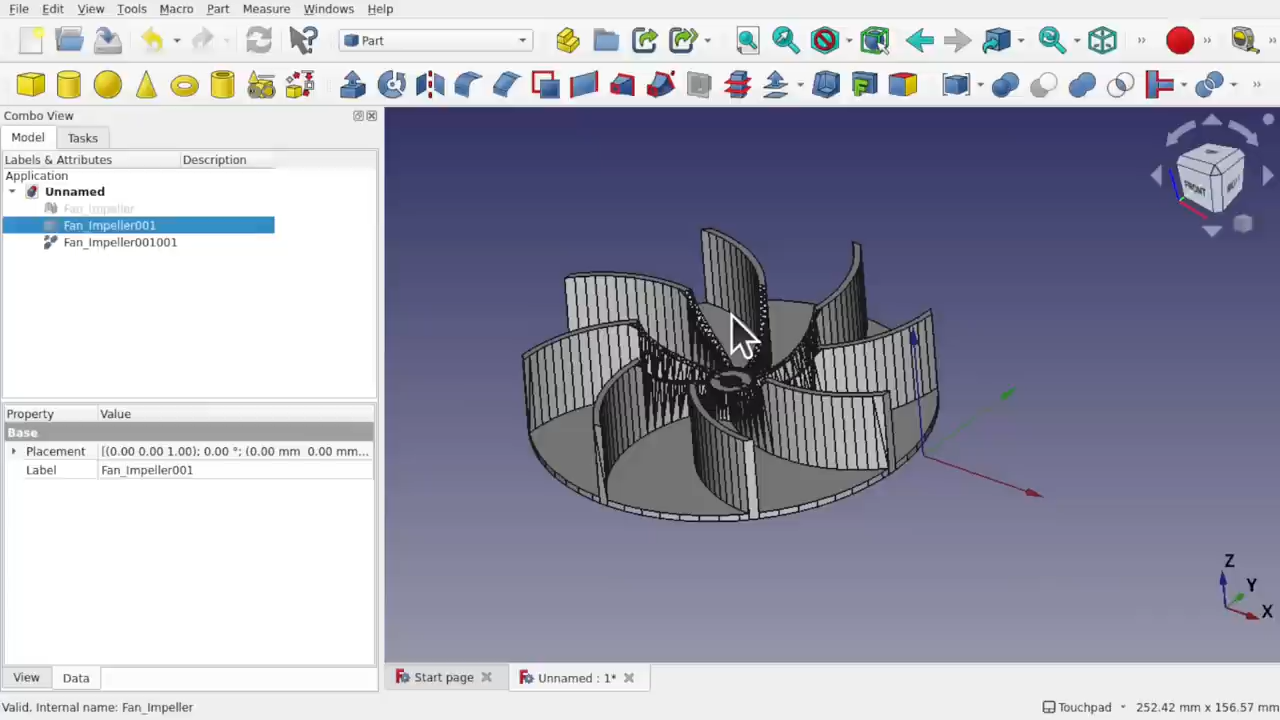 File Edit View Tools Macro Part Measure Windows Help
Part
Combo View
Model Tasks
Labels & Attributes Description
Application
Unnamed
Fan_Impeller
Fan_Impeller001
Fan_Impeller001001
Property Value
Base
Placement [(0.00 0.00 1.00); 0.00 °; (0.00 mm 0.00 mm...
Label Fan_Impeller001
View Data
FRONT
Z
Y
X
Start page Unnamed : 1*
Valid, Internal name: Fan_Impeller
Touchpad 252.42 mm x 156.57 mm